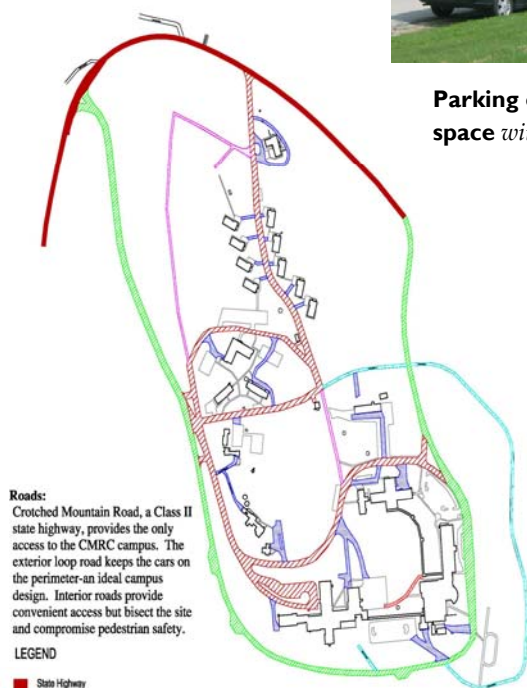 Parking
space wi
Roads:
Crotched Mountain Road, a Class II
state highway, provides the only
access to the CMRC campus. The
exterior loop road keeps the cars on
the perimeter-an ideal campus
design. Interior roads provide
convenient access but bisect the site
and compromise pedestrian safety.
LEGEND
State Highway